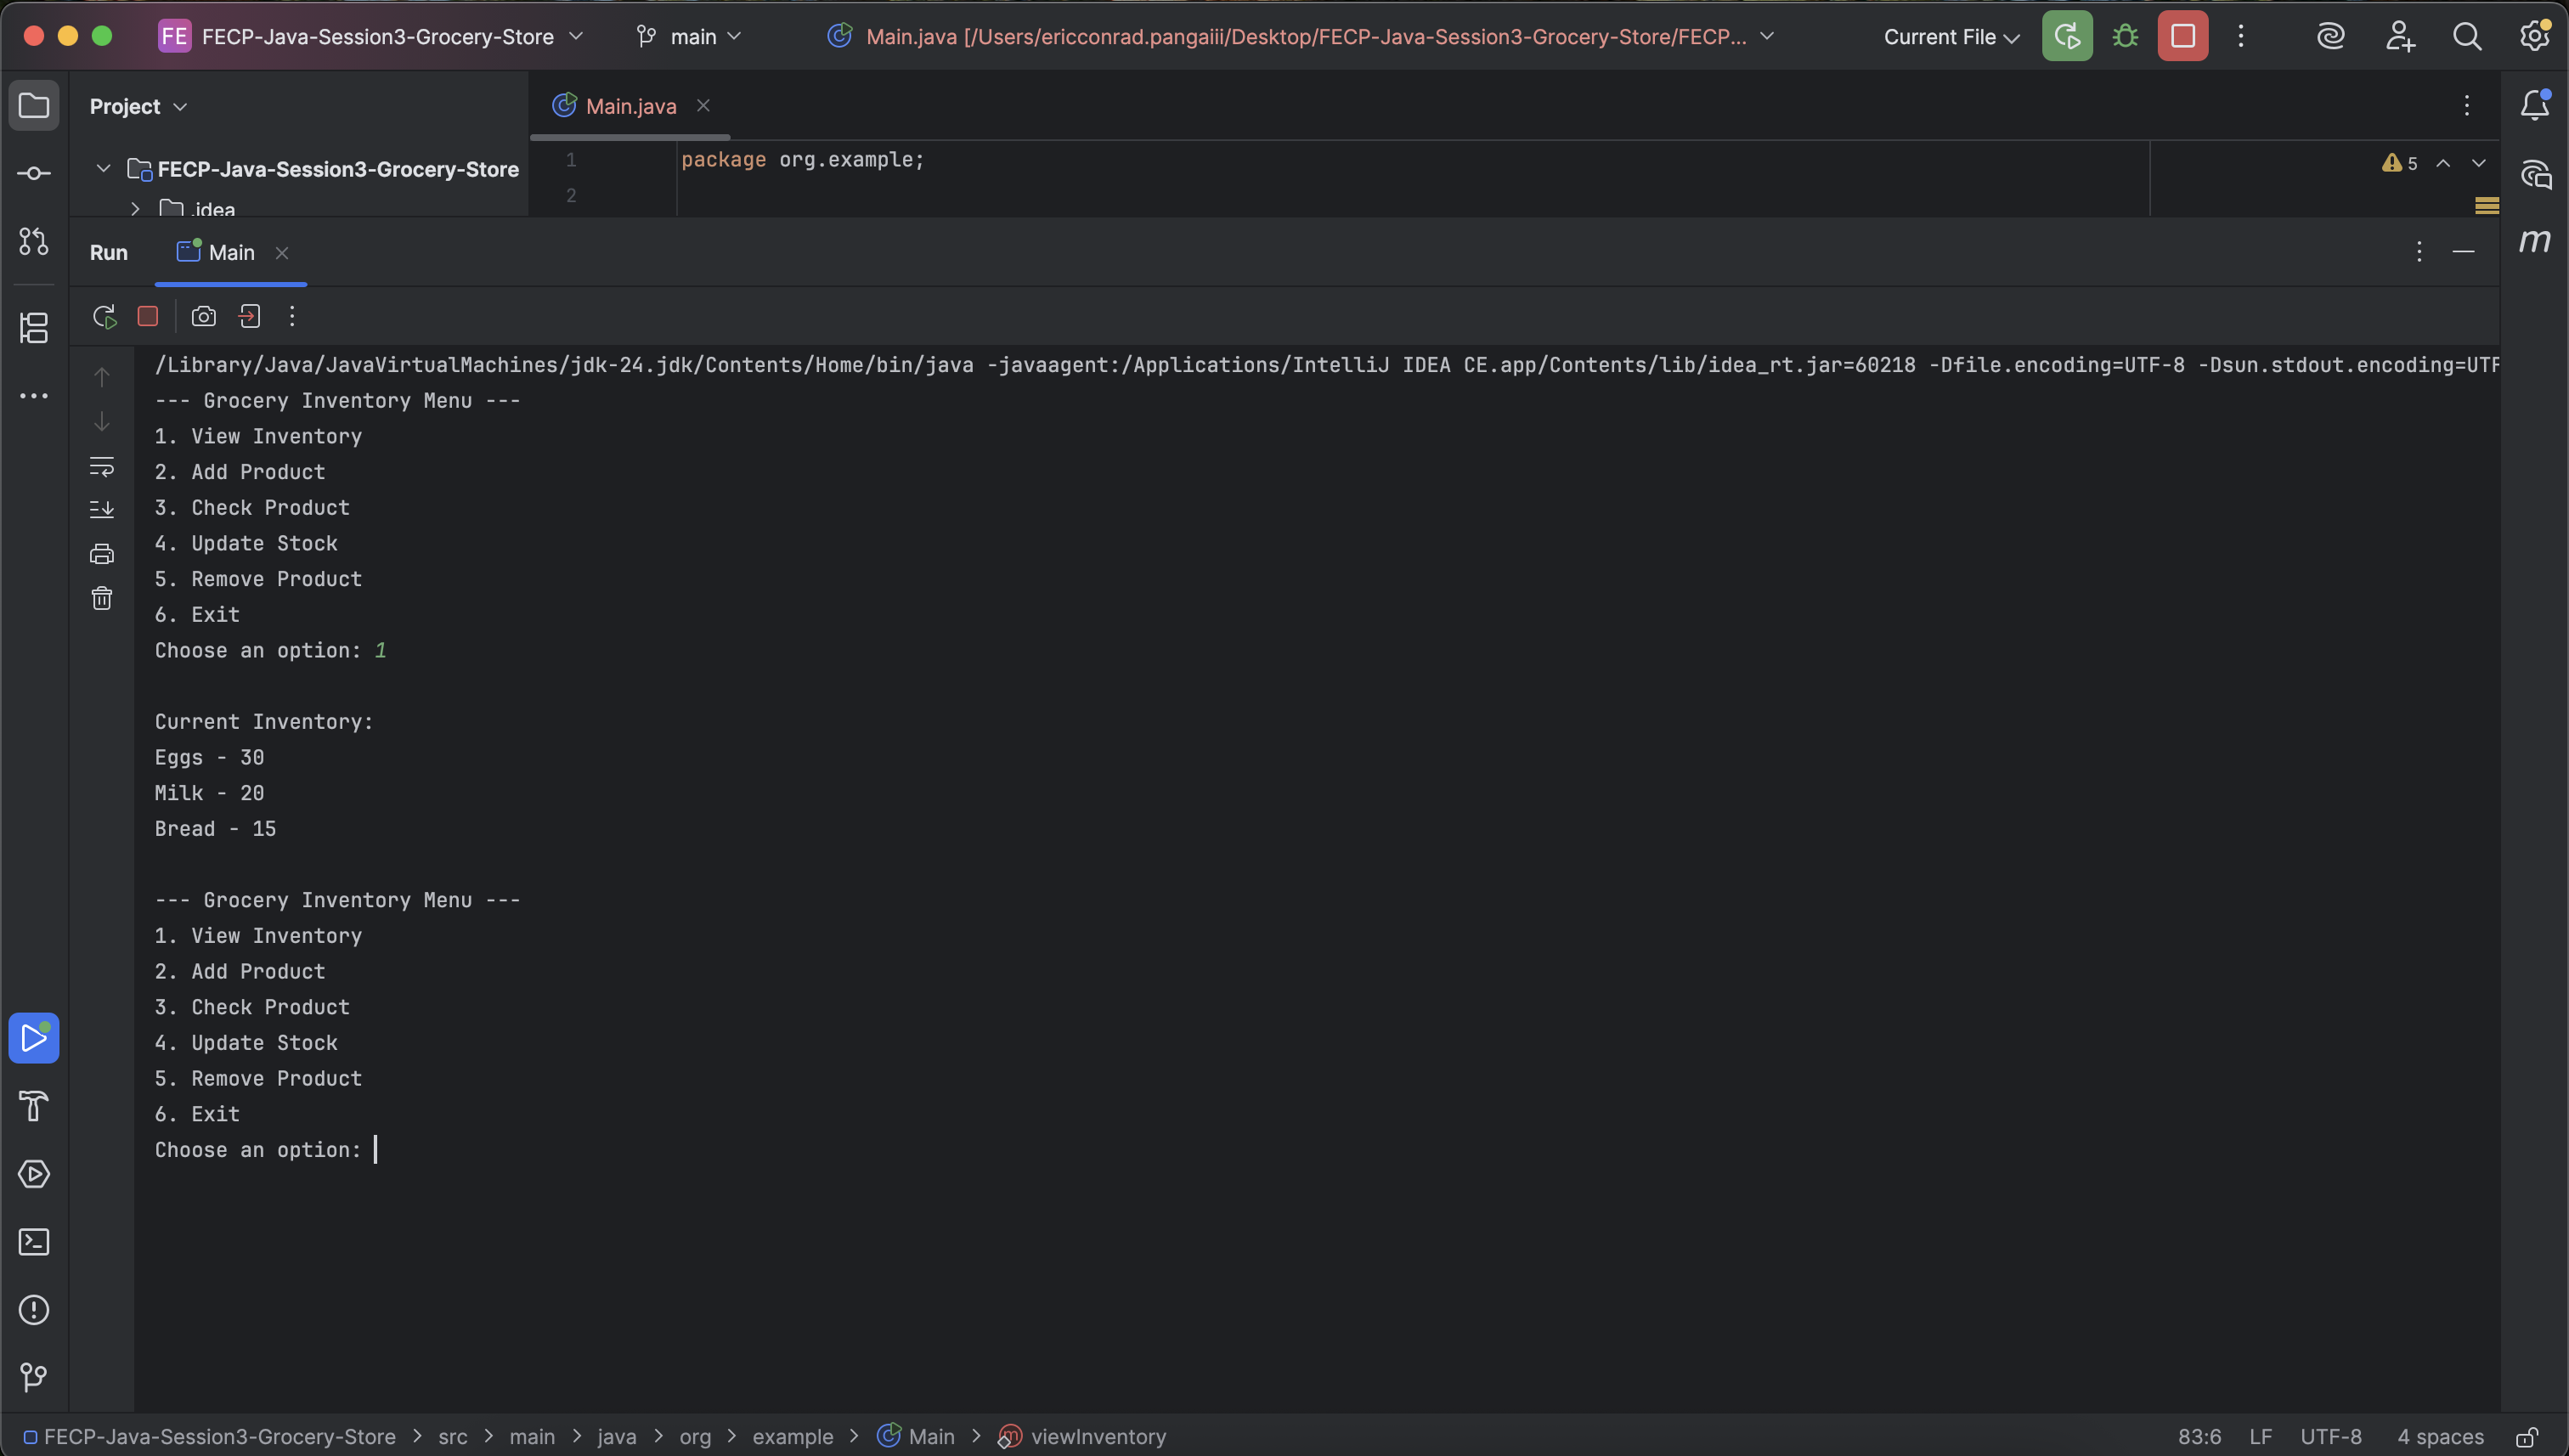 FE FECP-Java-Session3-Grocery-Store main Main.java [/Users/ericconrad.pangaiii/Desktop/FECP-Java-Session3-Grocery-Store/FECP... Current File
Project
Main.java
FECP-Java-Session3-Grocery-Store
.idea
1 package org.example;
2
5
Run Main
/Library/Java/JavaVirtualMachines/jdk-24.jdk/Contents/Home/bin/java -javaagent:/Applications/IntelliJ IDEA CE.app/Contents/lib/idea_rt.jar=60218 -Dfile.encoding=UTF-8 -Dsun.stdout.encoding=UTF
--- Grocery Inventory Menu ---
1. View Inventory
2. Add Product
3. Check Product
4. Update Stock
5. Remove Product
6. Exit
Choose an option: 1
Current Inventory:
Eggs - 30
Milk - 20
Bread - 15
--- Grocery Inventory Menu ---
1. View Inventory
2. Add Product
3. Check Product
4. Update Stock
5. Remove Product
6. Exit
Choose an option:
FECP-Java-Session3-Grocery-Store > src > main > java > org > example > Main > viewInventory 83:6 LF UTF-8 4 spaces